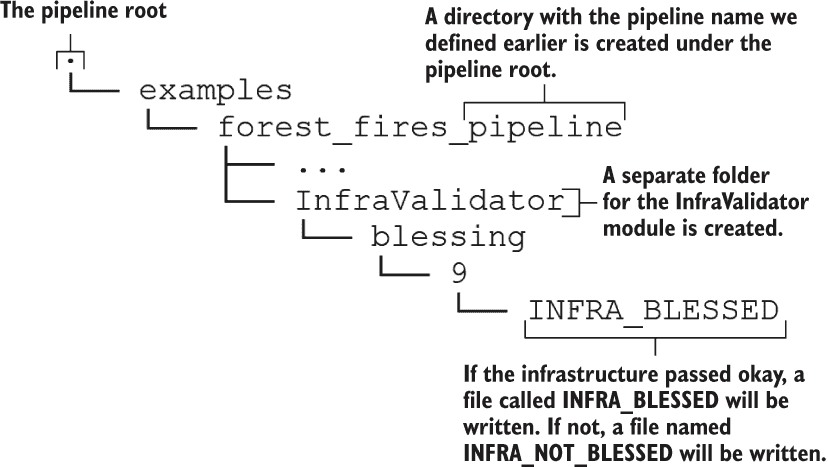 The pipeline root
A directory with the pipeline name we
defined earlier is created under the
pipeline root.
.
examples
forest_fires_pipeline
...
InfraValidator
A separate folder
for the InfraValidator
module is created.
blessing
9
INFRA_BLESSED
If the infrastructure passed okay, a
file called INFRA_BLESSED will be
written. If not, a file named
INFRA_NOT_BLESSED will be written.